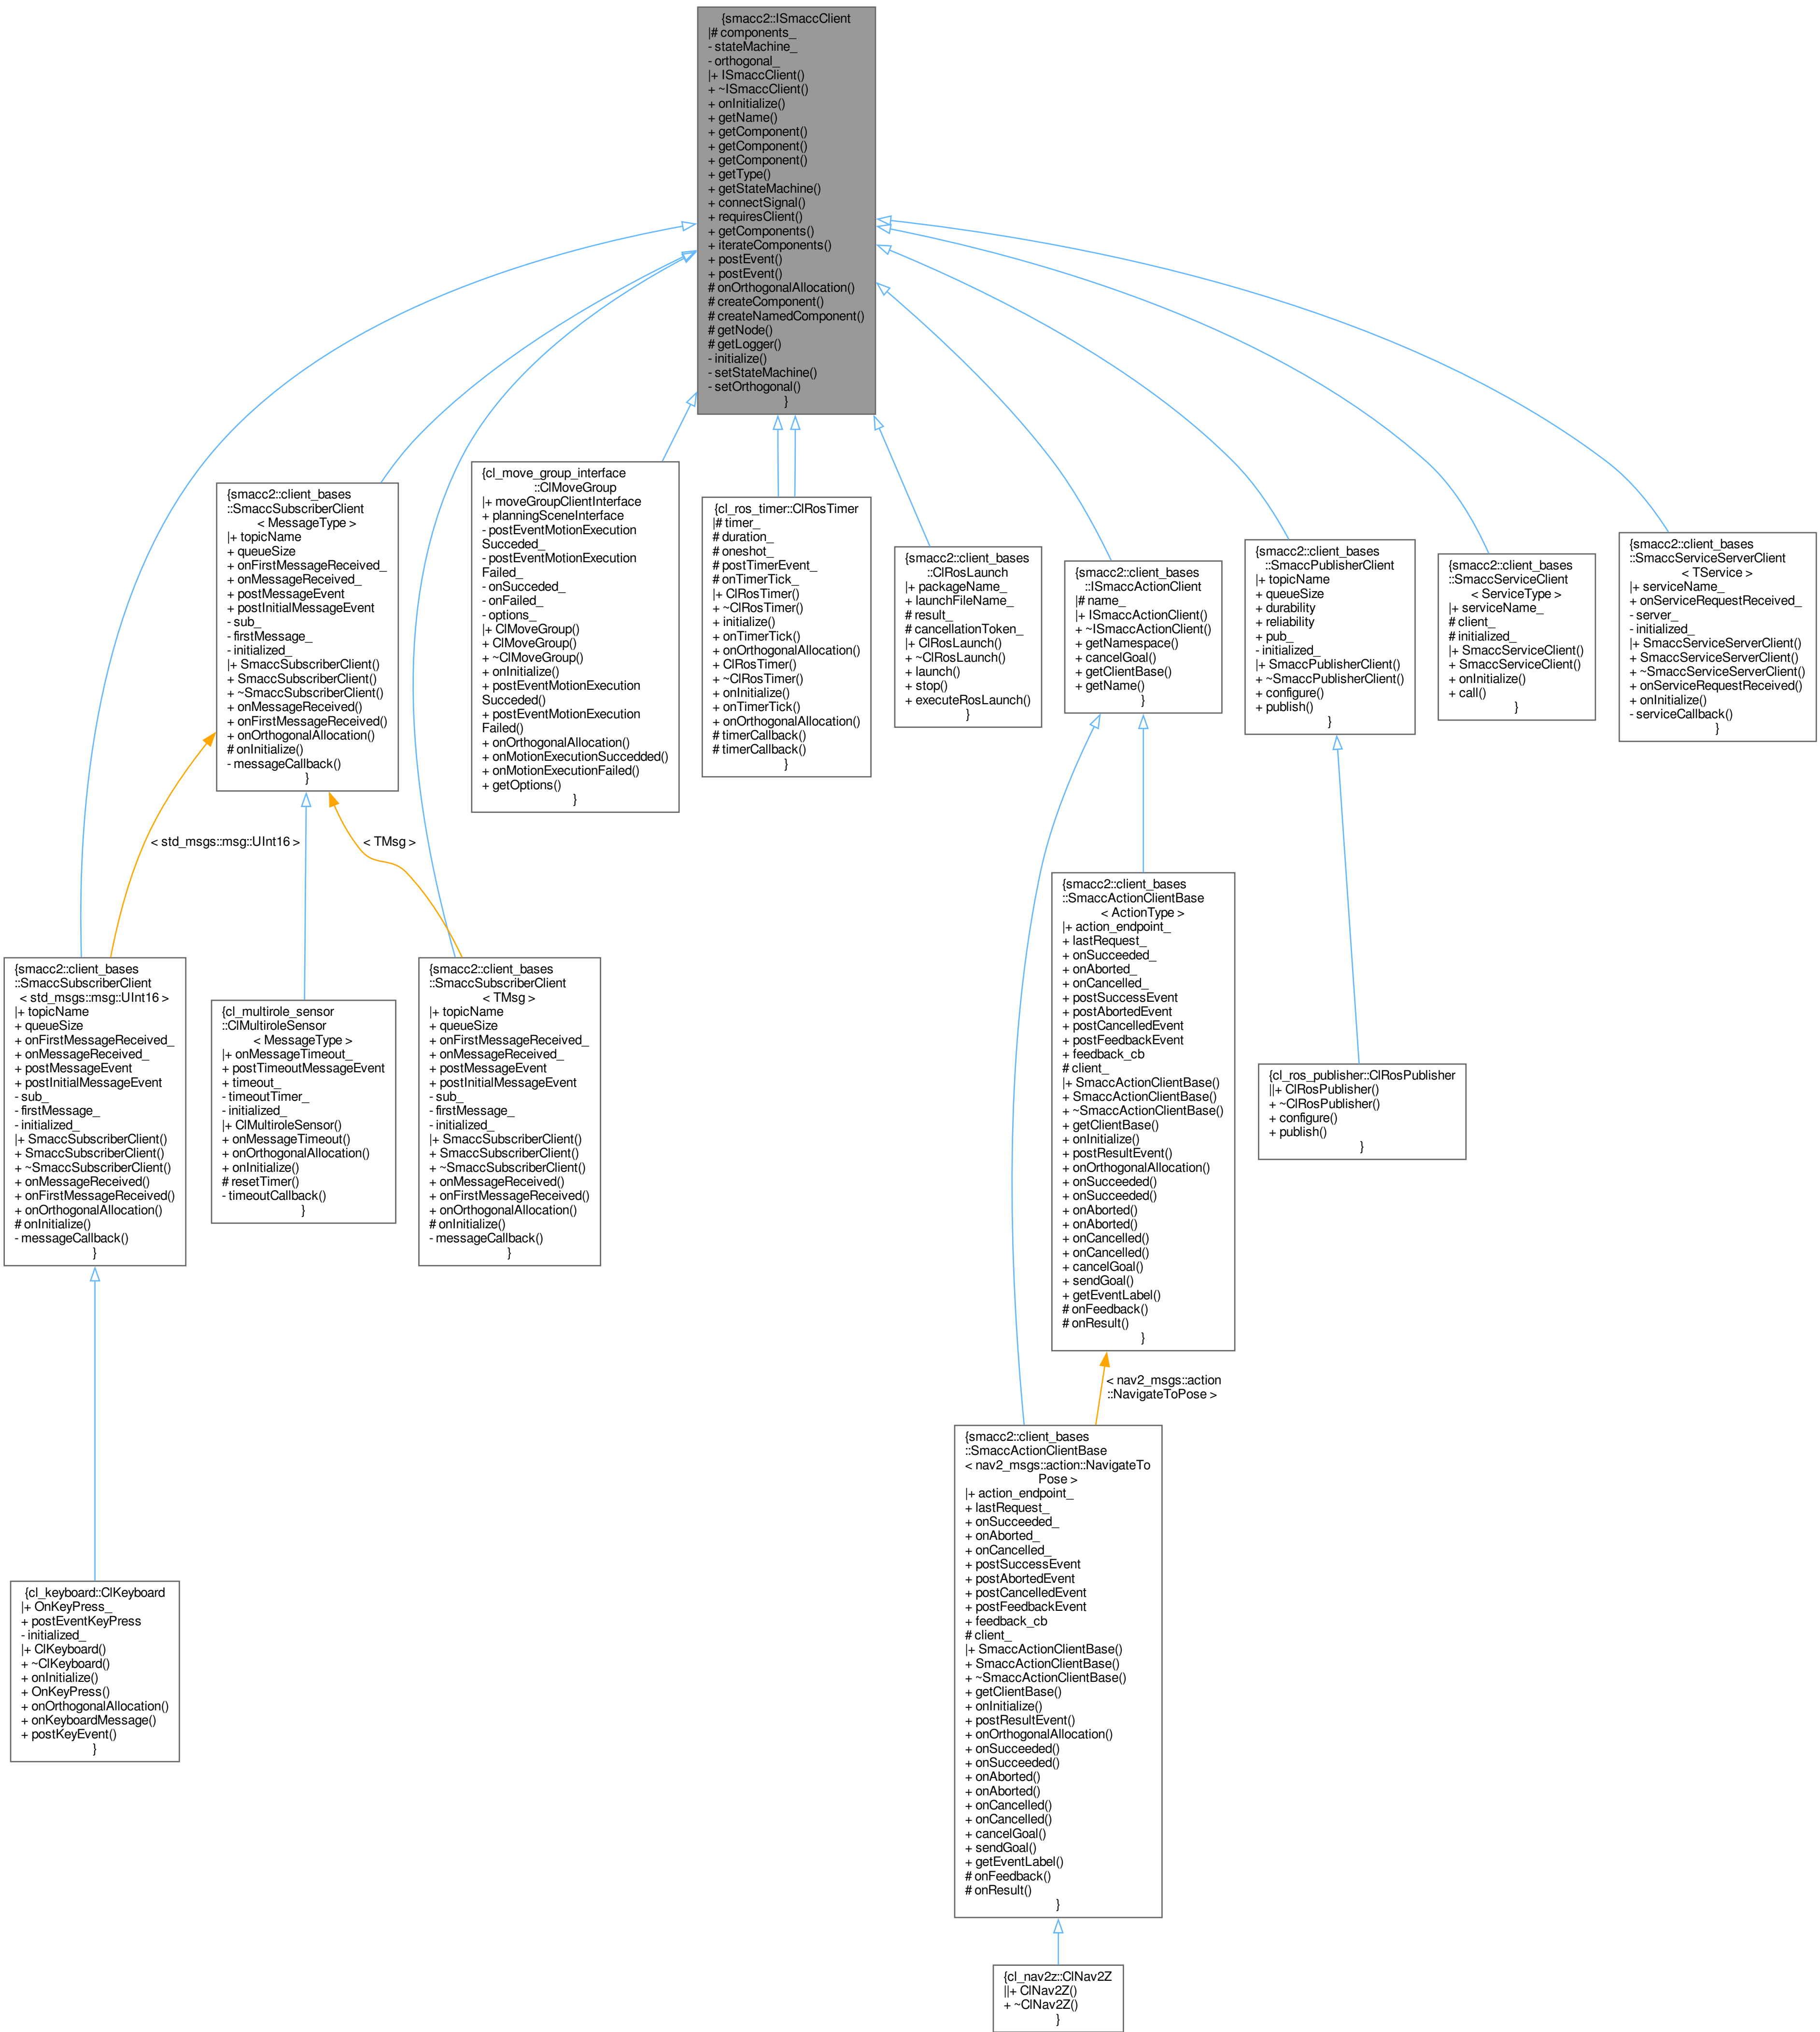 {smacc2::ISmaccClient
|# components_
- stateMachine_
- orthogonal_
|+ ISmaccClient()
+ ~ISmaccClient()
+ onInitialize()
+ getName()
+ getComponent()
+ getComponent()
+ getComponent()
+ getType()
+ getStateMachine()
+ connectSignal()
+ requiresClient()
+ getComponents()
+ iterateComponents()
+ postEvent()
+ postEvent()
# onOrthogonalAllocation()
# createComponent()
# createNamedComponent()
# getNode()
# getLogger()
- initialize()
- setStateMachine()
- setOrthogonal()
}
{smacc2::client_bases
::SmaccSubscriberClient
< MessageType >
|+ topicName
+ queueSize
+ onFirstMessageReceived_
+ onMessageReceived_
+ postMessageEvent
+ postInitialMessageEvent
- sub_
- firstMessage_
- initialized_
|+ SmaccSubscriberClient()
+ SmaccSubscriberClient()
+ ~SmaccSubscriberClient()
+ onMessageReceived()
+ onFirstMessageReceived()
+ onOrthogonalAllocation()
# onInitialize()
- messageCallback()
}
{cl_move_group_interface
::ClMoveGroup
|+ moveGroupClientInterface
+ planningSceneInterface
- postEventMotionExecution
Succeded_
- postEventMotionExecution
Failed_
- onSucceded_
- onFailed_
- options_
|+ ClMoveGroup()
+ ClMoveGroup()
+ ~ClMoveGroup()
+ onInitialize()
+ postEventMotionExecution
Succeded()
+ postEventMotionExecution
Failed()
+ onOrthogonalAllocation()
+ onMotionExecutionSuccedded()
+ onMotionExecutionFailed()
+ getOptions()
}
{cl_ros_timer::ClRosTimer
|# timer_
# duration_
# oneshot_
# postTimerEvent_
# onTimerTick_
|+ ClRosTimer()
+ ~ClRosTimer()
+ initialize()
+ onTimerTick()
+ onOrthogonalAllocation()
+ ClRosTimer()
+ ~ClRosTimer()
+ onInitialize()
+ onTimerTick()
+ onOrthogonalAllocation()
# timerCallback()
# timerCallback()
}
{smacc2::client_bases
::ClRosLaunch
|+ packageName_
+ launchFileName_
# result_
# cancellationToken_
|+ ClRosLaunch()
+ ~ClRosLaunch()
+ launch()
+ stop()
+ executeRosLaunch()
}
{smacc2::client_bases
::ISmaccActionClient
|# name_
|+ ISmaccActionClient()
+ ~ISmaccActionClient()
+ getNamespace()
+ cancelGoal()
+ getClientBase()
+ getName()
}
{smacc2::client_bases
::SmaccPublisherClient
|+ topicName
+ queueSize
+ durability
+ reliability
+ pub_
- initialized_
|+ SmaccPublisherClient()
+ ~SmaccPublisherClient()
+ configure()
+ publish()
}
{smacc2::client_bases
::SmaccServiceClient
< ServiceType >
|+ serviceName_
# client_
# initialized_
|+ SmaccServiceClient()
+ SmaccServiceClient()
+ onInitialize()
+ call()
}
{smacc2::client_bases
::SmaccServiceServerClient
< TService >
|+ serviceName_
+ onServiceRequestReceived_
- server_
- initialized_
|+ SmaccServiceServerClient()
+ SmaccServiceServerClient()
+ ~SmaccServiceServerClient()
+ onServiceRequestReceived()
+ onInitialize()
- serviceCallback()
}
< std_msgs::msg::UInt16 >
< TMsg >
{smacc2::client_bases
::SmaccSubscriberClient
< std_msgs::msg::UInt16 >
|+ topicName
+ queueSize
+ onFirstMessageReceived_
+ onMessageReceived_
+ postMessageEvent
+ postInitialMessageEvent
- sub_
- firstMessage_
- initialized_
|+ SmaccSubscriberClient()
+ SmaccSubscriberClient()
+ ~SmaccSubscriberClient()
+ onMessageReceived()
+ onFirstMessageReceived()
+ onOrthogonalAllocation()
# onInitialize()
- messageCallback()
}
{cl_multirole_sensor
::ClMultiroleSensor
< MessageType >
|+ onMessageTimeout_
+ postTimeoutMessageEvent
+ timeout_
- timeoutTimer_
- initialized_
|+ ClMultiroleSensor()
+ onMessageTimeout()
+ onOrthogonalAllocation()
+ onInitialize()
# resetTimer()
- timeoutCallback()
}
{smacc2::client_bases
::SmaccSubscriberClient
< TMsg >
|+ topicName
+ queueSize
+ onFirstMessageReceived_
+ onMessageReceived_
+ postMessageEvent
+ postInitialMessageEvent
- sub_
- firstMessage_
- initialized_
|+ SmaccSubscriberClient()
+ SmaccSubscriberClient()
+ ~SmaccSubscriberClient()
+ onMessageReceived()
+ onFirstMessageReceived()
+ onOrthogonalAllocation()
# onInitialize()
- messageCallback()
}
{smacc2::client_bases
::SmaccActionClientBase
< ActionType >
|+ action_endpoint_
+ lastRequest_
+ onSucceeded_
+ onAborted_
+ onCancelled_
+ postSuccessEvent
+ postAbortedEvent
+ postCancelledEvent
+ postFeedbackEvent
+ feedback_cb
# client_
|+ SmaccActionClientBase()
+ SmaccActionClientBase()
+ ~SmaccActionClientBase()
+ getClientBase()
+ onInitialize()
+ postResultEvent()
+ onOrthogonalAllocation()
+ onSucceeded()
+ onSucceeded()
+ onAborted()
+ onAborted()
+ onCancelled()
+ onCancelled()
+ cancelGoal()
+ sendGoal()
+ getEventLabel()
# onFeedback()
# onResult()
}
{cl_ros_publisher::ClRosPublisher
||+ ClRosPublisher()
+ ~ClRosPublisher()
+ configure()
+ publish()
}
< nav2_msgs::action
::NavigateToPose >
{smacc2::client_bases
::SmaccActionClientBase
< nav2_msgs::action::NavigateTo
Pose >
|+ action_endpoint_
+ lastRequest_
+ onSucceeded_
+ onAborted_
+ onCancelled_
+ postSuccessEvent
+ postAbortedEvent
+ postCancelledEvent
+ postFeedbackEvent
+ feedback_cb
# client_
|+ SmaccActionClientBase()
+ SmaccActionClientBase()
+ ~SmaccActionClientBase()
+ getClientBase()
+ onInitialize()
+ postResultEvent()
+ onOrthogonalAllocation()
+ onSucceeded()
+ onSucceeded()
+ onAborted()
+ onAborted()
+ onCancelled()
+ onCancelled()
+ cancelGoal()
+ sendGoal()
+ getEventLabel()
# onFeedback()
# onResult()
}
{cl_keyboard::ClKeyboard
|+ OnKeyPress_
+ postEventKeyPress
- initialized_
|+ ClKeyboard()
+ ~ClKeyboard()
+ onInitialize()
+ OnKeyPress()
+ onOrthogonalAllocation()
+ onKeyboardMessage()
+ postKeyEvent()
}
{cl_nav2z::ClNav2Z
||+ ClNav2Z()
+ ~ClNav2Z()
}